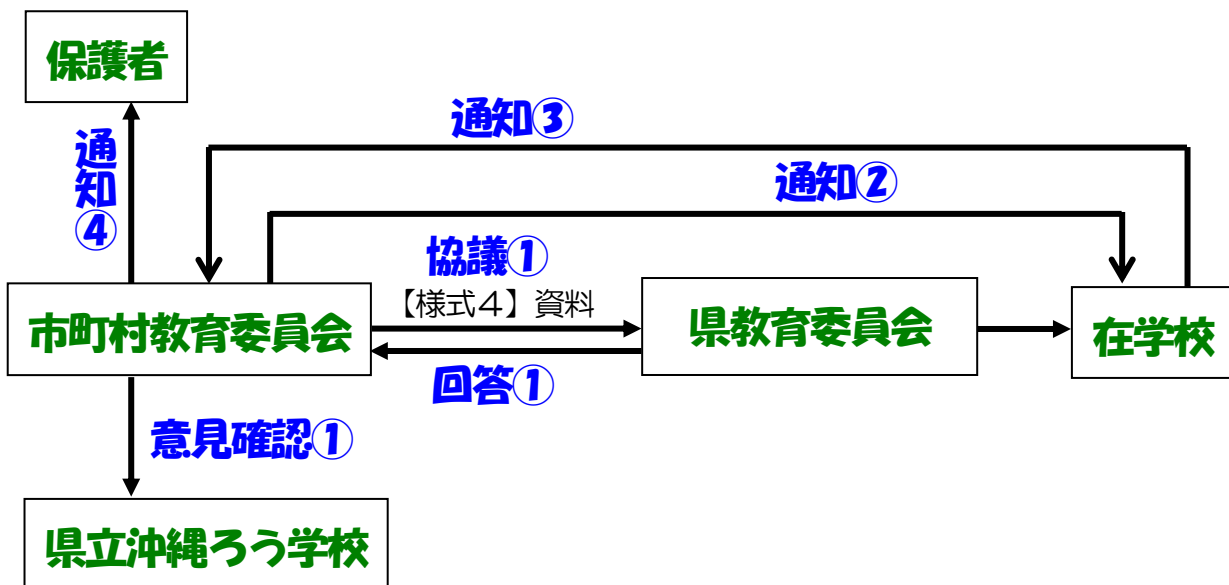 保護者
通知④
通知③
通知②
協議①
【様式4】資料
市町村教育委員会
県教育委員会
在学校
回答①
意見確認①
県立沖縄ろう学校